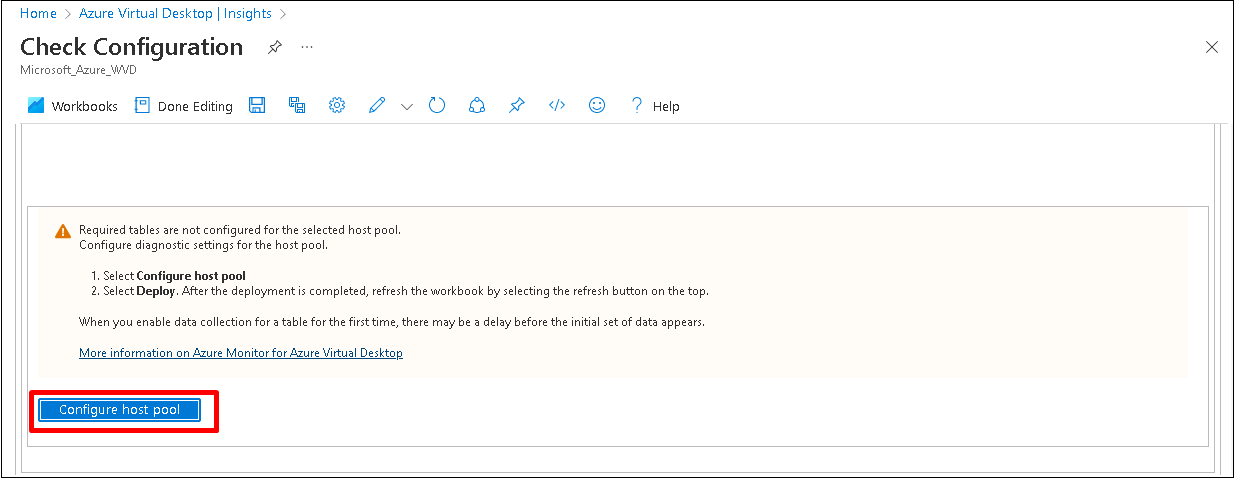 Home > Azure Virtual Desktop | Insights >
Check Configuration
Microsoft_Azure_WVD
Workbooks Done Editing Help
Required tables are not configured for the selected host pool.
Configure diagnostic settings for the host pool.
1. Select Configure host pool
2. Select Deploy. After the deployment is completed, refresh the workbook by selecting the refresh button on the top.
When you enable data collection for a table for the first time, there may be a delay before the initial set of data appears.
More information on Azure Monitor for Azure Virtual Desktop
Configure host pool